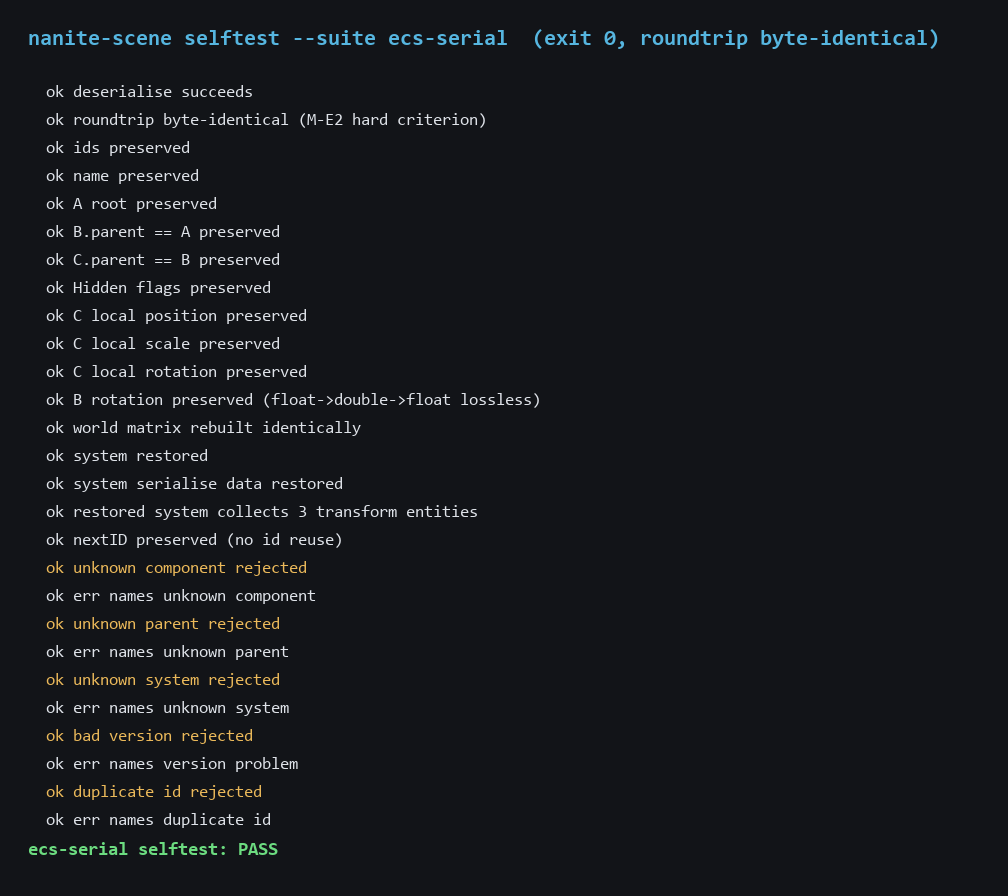 nanite-scene selftest --suite ecs-serial  (exit 0, roundtrip byte-identical)
ok deserialise succeeds
ok roundtrip byte-identical (M-E2 hard criterion)
ok ids preserved
ok name preserved
ok A root preserved
ok B.parent == A preserved
ok C.parent == B preserved
ok Hidden flags preserved
ok C local position preserved
ok C local scale preserved
ok C local rotation preserved
ok B rotation preserved (float->double->float lossless)
ok world matrix rebuilt identically
ok system restored
ok system serialise data restored
ok restored system collects 3 transform entities
ok nextID preserved (no id reuse)
ok unknown component rejected
ok err names unknown component
ok unknown parent rejected
ok err names unknown parent
ok unknown system rejected
ok err names unknown system
ok bad version rejected
ok err names version problem
ok duplicate id rejected
ok err names duplicate id
ecs-serial selftest: PASS